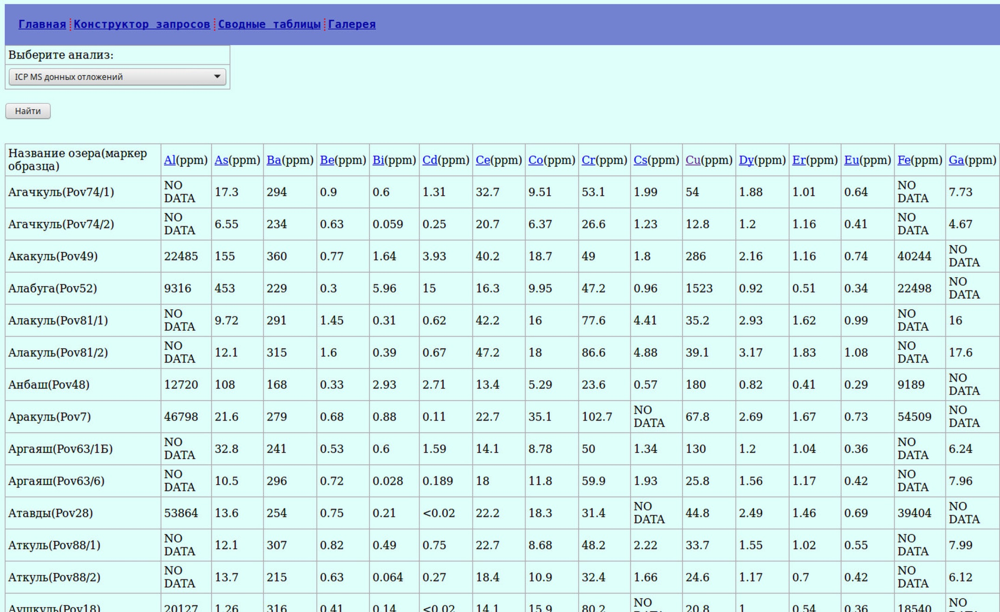 Главная Конструктор запросов Сводные таблицы Галерея
Выберите анализ:
ICP MS донных отложений
Найти
Название озера(маркер образца) Al(ppm) As(ppm) Ba(ppm) Be(ppm) Bi(ppm) Cd(ppm) Ce(ppm) Co(ppm) Cr(ppm) Cs(ppm) Cu(ppm) Dy(ppm) Er(ppm) Eu(ppm) Fe(ppm) Ga(ppm)
Агачкуль(Pov74/1) NO DATA 17.3 294 0.9 0.6 1.31 32.7 9.51 53.1 1.99 54 1.88 1.01 0.64 NO DATA 7.73
Агачкуль(Pov74/2) NO DATA 6.55 234 0.63 0.059 0.25 20.7 6.37 26.6 1.23 12.8 1.2 1.16 0.41 NO DATA 4.67
Акакуль(Pov49) 22485 155 360 0.77 1.64 3.93 40.2 18.7 49 1.8 286 2.16 1.16 0.74 40244 NO DATA
Алабуга(Pov52) 9316 453 229 0.3 5.96 15 16.3 9.95 47.2 0.96 1523 0.92 0.51 0.34 22498 NO DATA
Алакуль(Pov81/1) NO DATA 9.72 291 1.45 0.31 0.62 42.2 16 77.6 4.41 35.2 2.93 1.62 0.99 NO DATA 16
Алакуль(Pov81/2) NO DATA 12.1 315 1.6 0.39 0.67 47.2 18 86.6 4.88 39.1 3.17 1.83 1.08 NO DATA 17.6
Анбаш(Pov48) 12720 108 168 0.33 2.93 2.71 13.4 5.29 23.6 0.57 180 0.82 0.41 0.29 9189 NO DATA
Аракуль(Pov7) 46798 21.6 279 0.68 0.88 0.11 22.7 35.1 102.7 NO DATA 67.8 2.69 1.67 0.73 54509 NO DATA
Аргаяш(Pov63/1Б) NO DATA 32.8 241 0.53 0.6 1.59 14.1 8.78 50 1.34 130 1.2 1.04 0.36 NO DATA 6.24
Аргаяш(Pov63/6) NO DATA 10.5 296 0.72 0.028 0.189 18 11.8 59.9 1.93 25.8 1.56 1.17 0.42 NO DATA 7.96
Атавды(Pov28) 53864 13.6 254 0.75 0.21 <0.02 22.2 18.3 31.4 NO DATA 44.8 2.49 1.46 0.69 39404 NO DATA
Аткуль(Pov88/1) NO DATA 12.1 307 0.82 0.49 0.75 22.7 8.68 48.2 2.22 33.7 1.55 1.02 0.55 NO DATA 7.99
Аткуль(Pov88/2) NO DATA 13.7 215 0.63 0.064 0.27 18.4 10.9 32.4 1.66 24.6 1.17 0.7 0.42 NO DATA 6.12
Аушкуль(Pov18) 20127 1.26 316 0.41 0.14 <0.02 14.1 15.9 80.2 NO DATA 20.8 1 0.54 0.36 18540 NO DATA